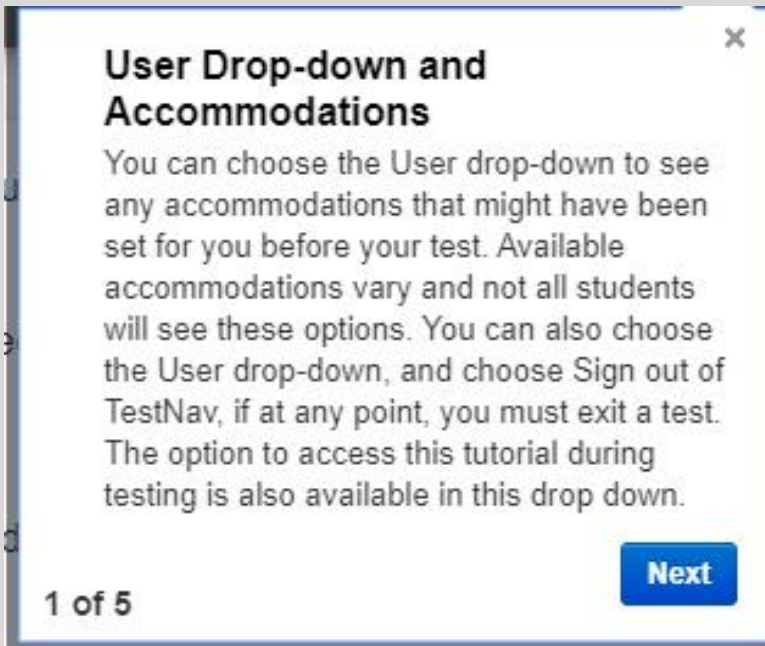 User Drop-down and
Accommodations
You can choose the User drop-down to see
any accommodations that might have been
set for you before your test. Available
accommodations vary and not all students
will see these options. You can also choose
the User drop-down, and choose Sign out of
TestNav, if at any point, you must exit a test.
The option to access this tutorial during
testing is also available in this drop down.
Next
1 of 5